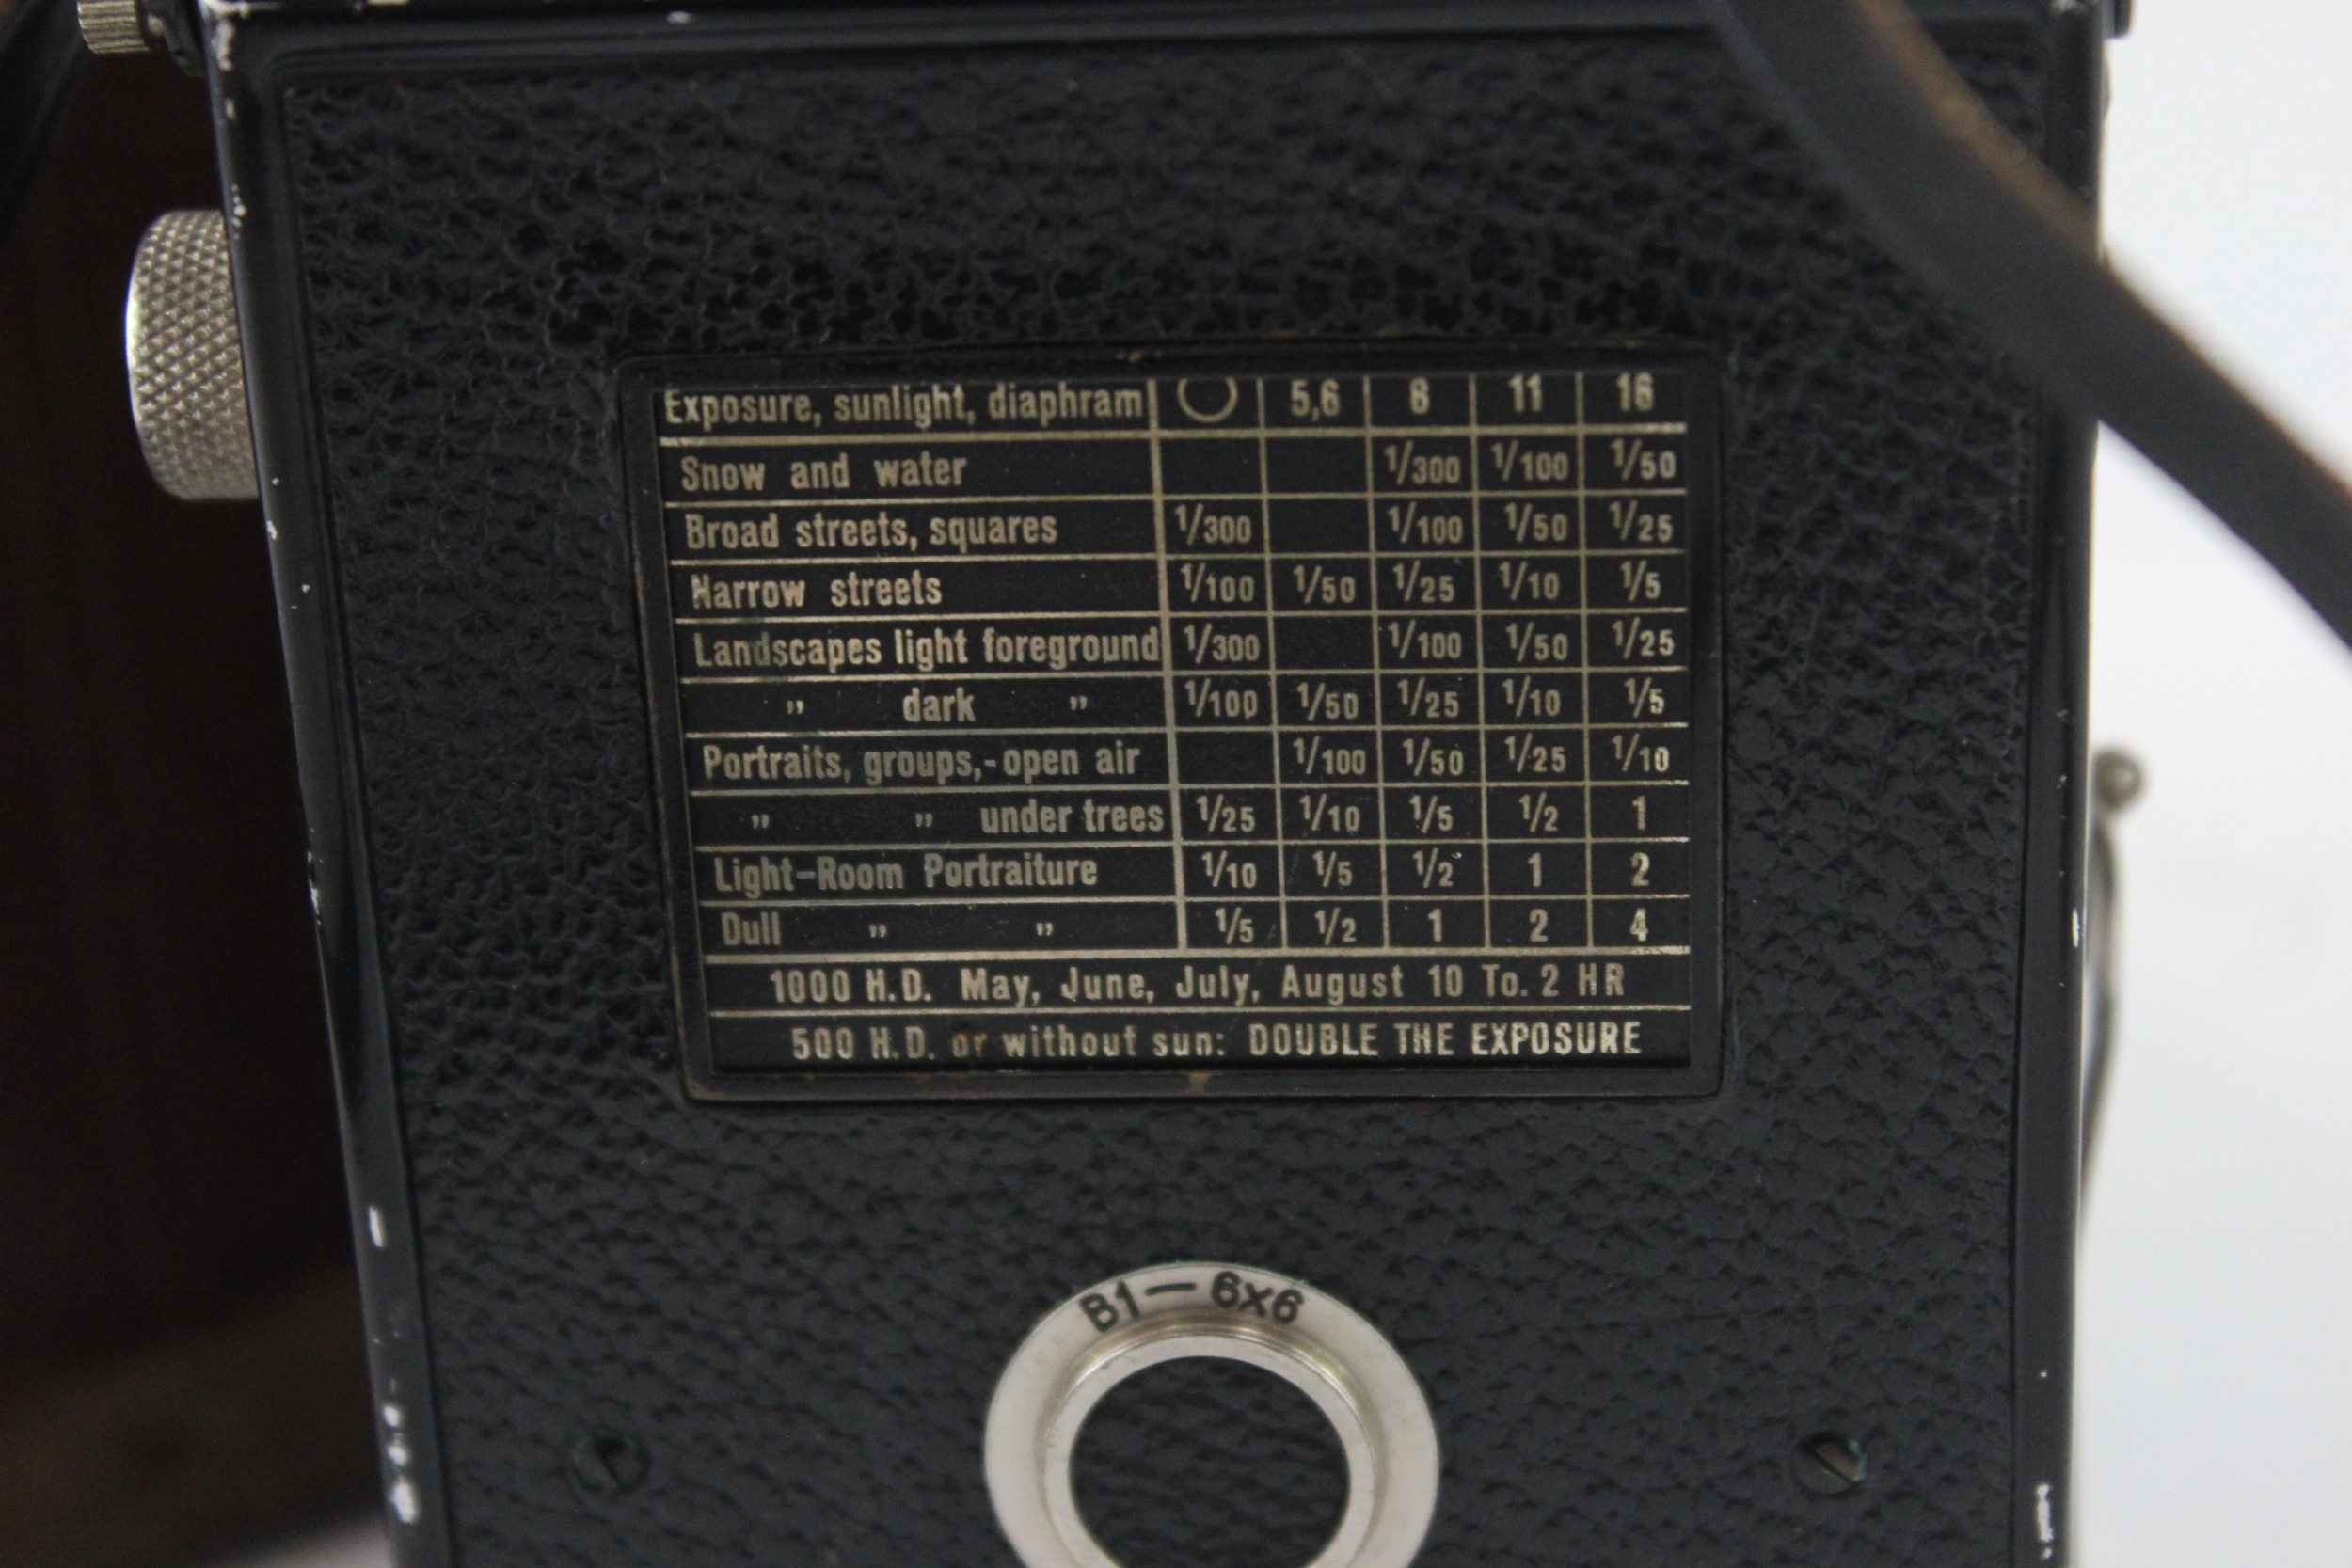 Exposure, sunlight, diaphram 5,6 8 11 16
Snow and water 1/300 1/100 1/50
Broad streets, squares 1/300 1/100 1/50 1/25
Narrow streets 1/100 1/50 1/25 1/10 1/5
Landscapes light foreground 1/300 1/100 1/50 1/25
" dark " 1/100 1/50 1/25 1/10 1/5
Portraits, groups,- open air 1/100 1/50 1/25 1/10
" " under trees 1/25 1/10 1/5 1/2 1
Light-Room Portraiture 1/10 1/5 1/2 1 2
Dull " " 1/5 1/2 1 2 4
1000 H.D. May, June, July, August 10 To. 2 HR
500 H.D. or without sun: DOUBLE THE EXPOSURE
B1 — 6x6